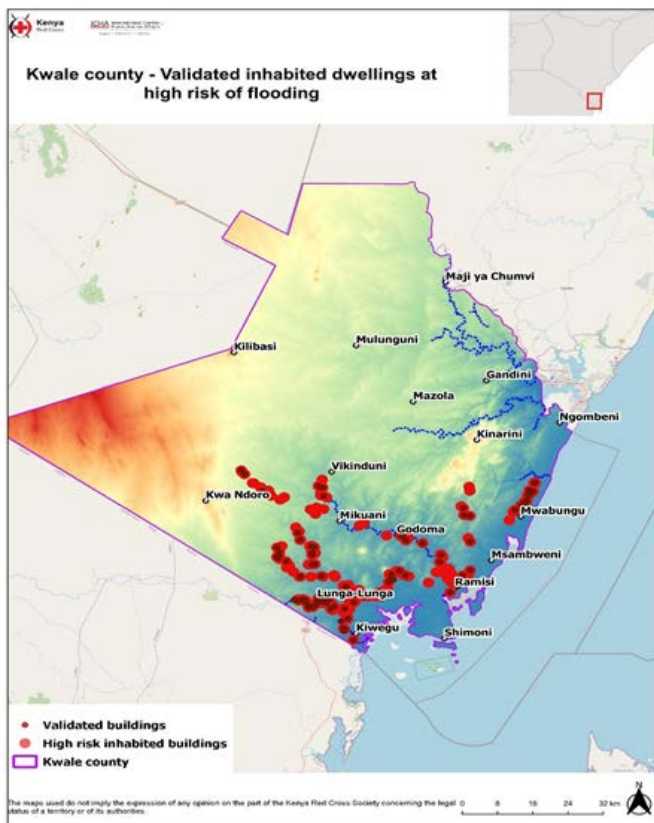 Kenya
Red Cross
ICHA International Center
Kwale county - Validated inhabited dwellings at
high risk of flooding
Maji ya Chumvi
Kilibasi
Mulunguni
Gandini
Mazola
Ngombeni
Kinarini
Vikinduni
Kwa Ndoro
Mikuani
Mwabungu
Godoma
Msambweni
Ramisi
Lunga-Lunga
Kiwegu
Shimoni
Validated buildings
High risk inhabited buildings
Kwale county
The maps used do not imply the expression of any opinion on the part of the Kenya Red Cross Society concerning the legal
status of a territory or of its authorities.
0 8 16 24 32 km
N